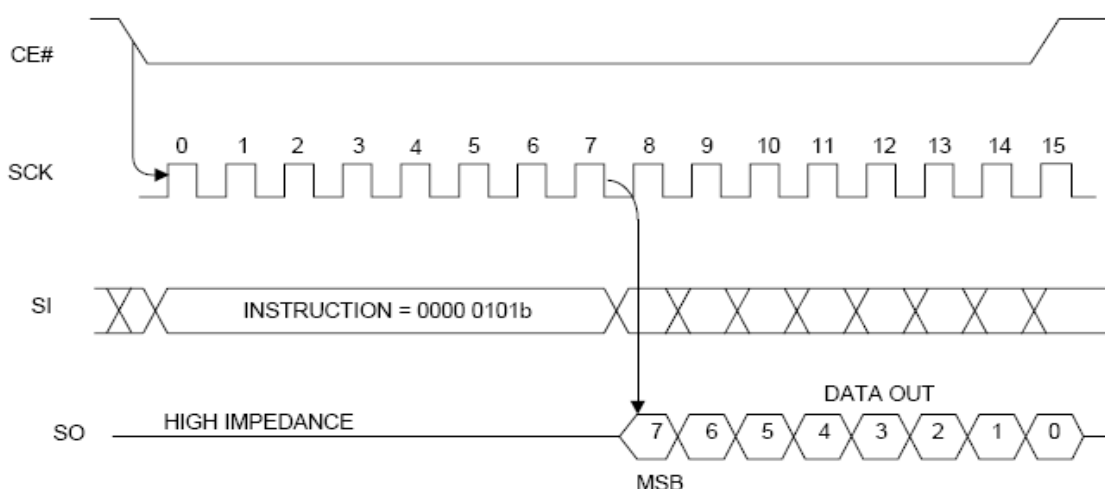 CE#
0 1 2 3 4 5 6 7 8 9 10 11 12 13 14 15
SCK
SI INSTRUCTION = 0000 0101b
DATA OUT
HIGH IMPEDANCE
SO 7 6 5 4 3 2 1 0
MSB